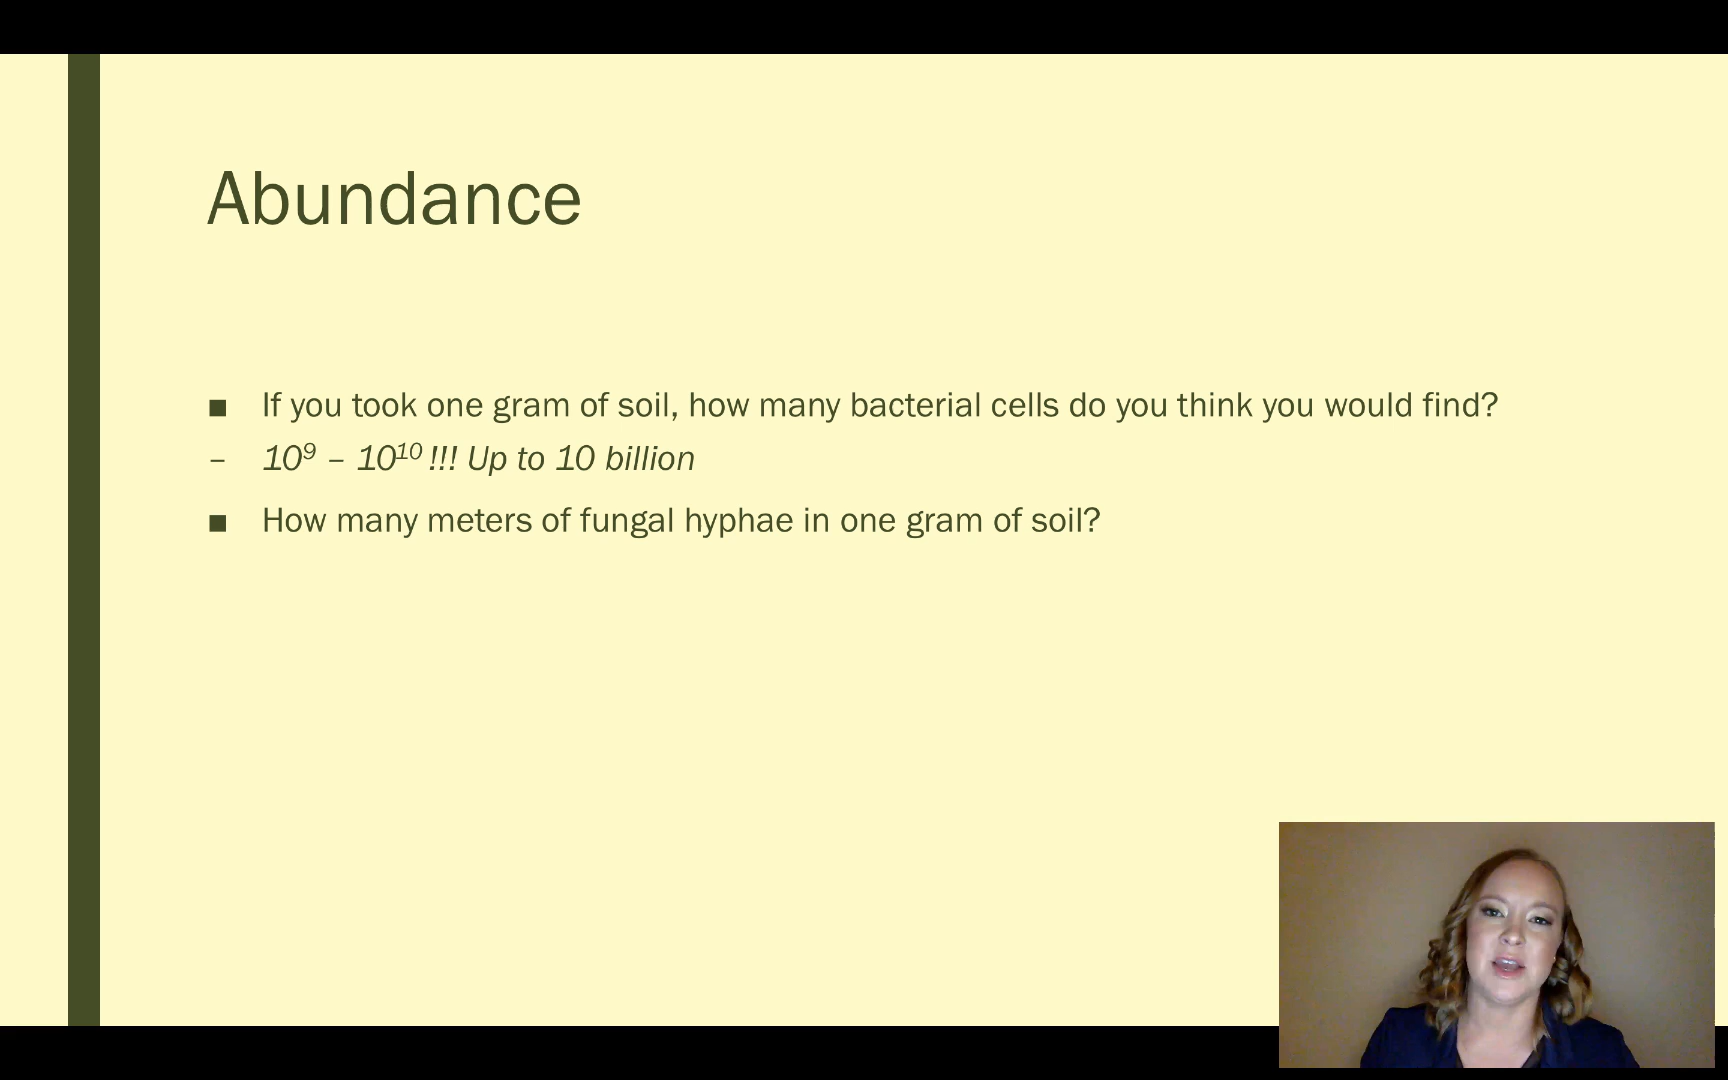 Abundance
■ If you took one gram of soil, how many bacterial cells do you think you would find?
– 10⁹ – 10¹⁰ !!! Up to 10 billion
■ How many meters of fungal hyphae in one gram of soil?